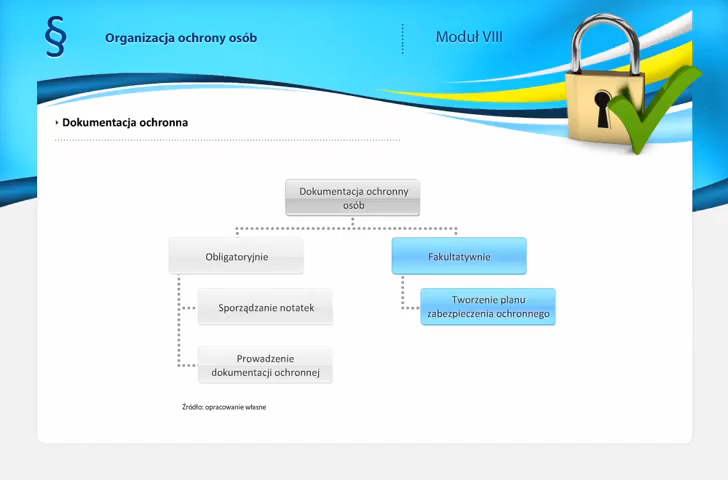 §
Organizacja ochrony osób
Moduł VIII
Dokumentacja ochronna
Dokumentacja ochronny
osób
Obligatoryjnie
Fakultatywnie
Sporządzanie notatek
Tworzenie planu
zabezpieczenia ochronnego
Prowadzenie
dokumentacji ochronnej
Źródło: opracowanie własne